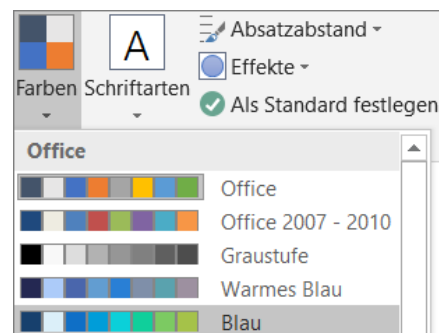 Absatzabstand
A
Effekte
Farben Schriftarten
Als Standard festlegen
Office
Office
Office 2007 - 2010
Graustufe
Warmes Blau
Blau